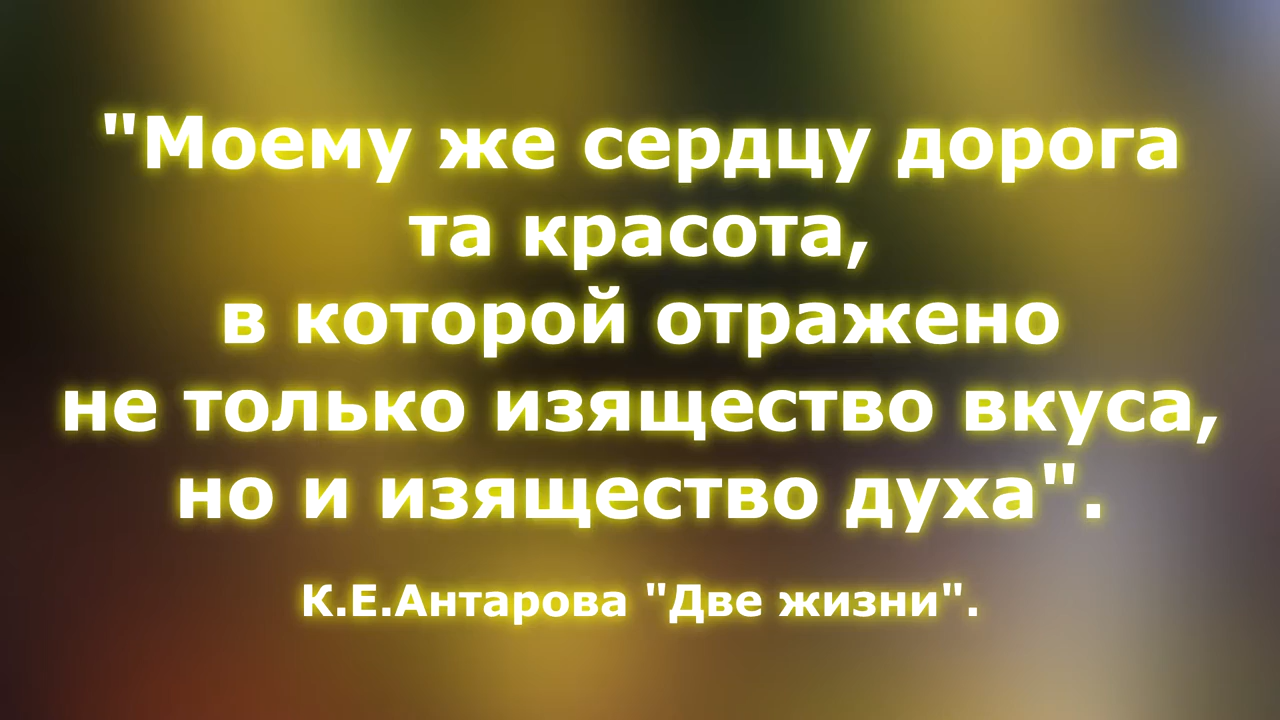 "Моему же сердцу дорога
та красота,
в которой отражено
не только изящество вкуса,
но и изящество духа".
К.Е.Антарова "Две жизни".